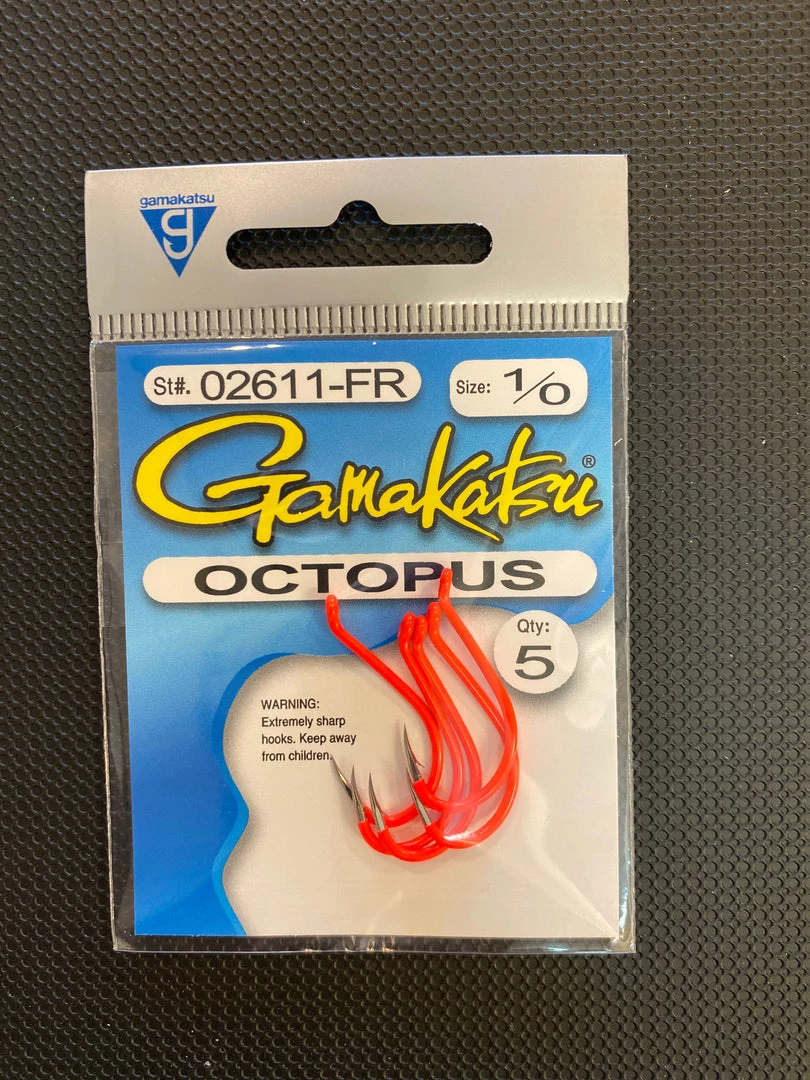 gamakatsu
g
St#. 02611-FR
Size: 1/0
Gamakatsu®
OCTOPUS
Qty:
5
WARNING:
Extremely sharp
hooks. Keep away
from children.